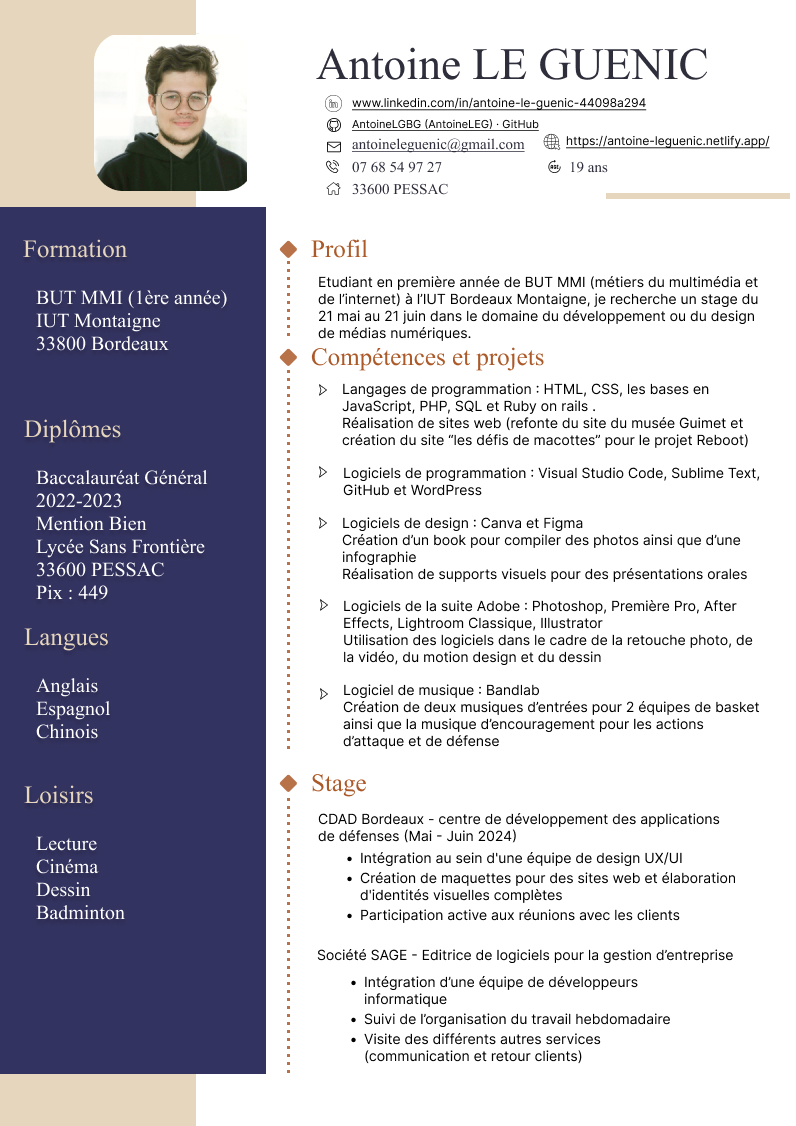 Antoine LE GUENIC
www.linkedin.com/in/antoine-le-guenic-44098a294
AntoineLGBG (AntoineLEG) · GitHub
antoineleguenic@gmail.com
https://antoine-leguenic.netlify.app/
07 68 54 97 27
19 ans
33600 PESSAC
Formation
BUT MMI (1ère année)
IUT Montaigne
33800 Bordeaux
Diplômes
Baccalauréat Général
2022-2023
Mention Bien
Lycée Sans Frontière
33600 PESSAC
Pix : 449
Langues
Anglais
Espagnol
Chinois
Loisirs
Lecture
Cinéma
Dessin
Badminton
Profil
Etudiant en première année de BUT MMI (métiers du multimédia et
de l’internet) à l’IUT Bordeaux Montaigne, je recherche un stage du
21 mai au 21 juin dans le domaine du développement ou du design
de médias numériques.
Compétences et projets
Langages de programmation : HTML, CSS, les bases en
JavaScript, PHP, SQL et Ruby on rails .
Réalisation de sites web (refonte du site du musée Guimet et
création du site “les défis de macottes” pour le projet Reboot)
Logiciels de programmation : Visual Studio Code, Sublime Text,
GitHub et WordPress
Logiciels de design : Canva et Figma
Création d’un book pour compiler des photos ainsi que d’une
infographie
Réalisation de supports visuels pour des présentations orales
Logiciels de la suite Adobe : Photoshop, Première Pro, After
Effects, Lightroom Classique, Illustrator
Utilisation des logiciels dans le cadre de la retouche photo, de
la vidéo, du motion design et du dessin
Logiciel de musique : Bandlab
Création de deux musiques d’entrées pour 2 équipes de basket
ainsi que la musique d’encouragement pour les actions
d’attaque et de défense
Stage
CDAD Bordeaux - centre de développement des applications
de défenses (Mai - Juin 2024)
• Intégration au sein d'une équipe de design UX/UI
• Création de maquettes pour des sites web et élaboration
d'identités visuelles complètes
• Participation active aux réunions avec les clients
Société SAGE - Editrice de logiciels pour la gestion d’entreprise
• Intégration d’une équipe de développeurs
informatique
• Suivi de l’organisation du travail hebdomadaire
• Visite des différents autres services
(communication et retour clients)